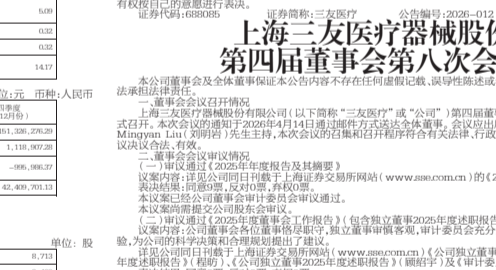 有权按自己的意愿进行表决。
5.09
0.32
0.32
14.17
位:元 币种:人民币
四季度
12月份)
151,326,276.29
1,118,907.28
-995,986.37
42,409,701.13
单位: 股
8,713
证券代码:688085 证券简称:三友医疗 公告编号:2026-012
上海三友医疗器械股份
第四届董事会第八次会
本公司董事会及全体董事保证本公告内容不存在任何虚假记载、误导性陈述或
法承担法律责任。
一、董事会会议召开情况
上海三友医疗器械股份有限公司(以下简称"三友医疗"或"公司")第四届董事
式召开。本次会议的通知于2026年4月14日通过邮件方式送达全体董事,会议应出席
Mingyan Liu(刘明岩)先生主持,本次会议的召集和召开程序符合有关法律、行政
议决议合法、有效。
二、董事会会议审议情况
(一)审议通过《2025年年度报告及其摘要》
议案内容:详见公司同日刊载于上海证券交易所网站(www.sse.com.cn)的《2
表决结果:同意9票,反对0票,弃权0票。
本议案已经公司董事会审计委员会审议通过。
本议案尚需提交公司股东会审议。
(二)审议通过《2025年度董事会工作报告》(包含独立董事2025年度述职报告
议案内容:公司董事会各位董事恪尽职守,独立董事审慎客观,审计委员会充分
验,为公司的科学决策和合理规划提出了建议。
详见公司同日刊载于上海证券交易所网站(www.sse.com.cn)《公司独立董事
年度述职报告》(程昉)、《公司独立董事2025年度述职报告》(顾绍宇)及《审计委